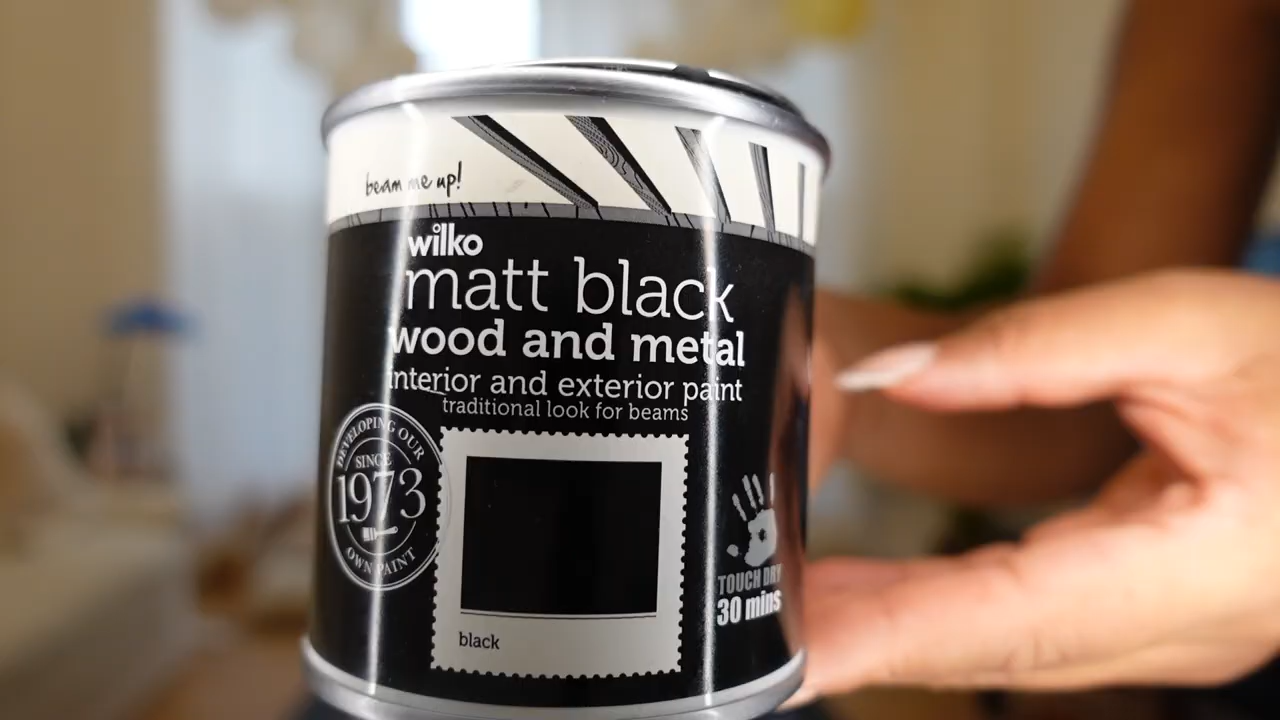 beam me up!
wilko
matt black
wood and metal
interior and exterior paint
traditional look for beams
DEVELOPING OUR
SINCE
1973
OWN PAINT
black
TOUCH DRY
30 mins